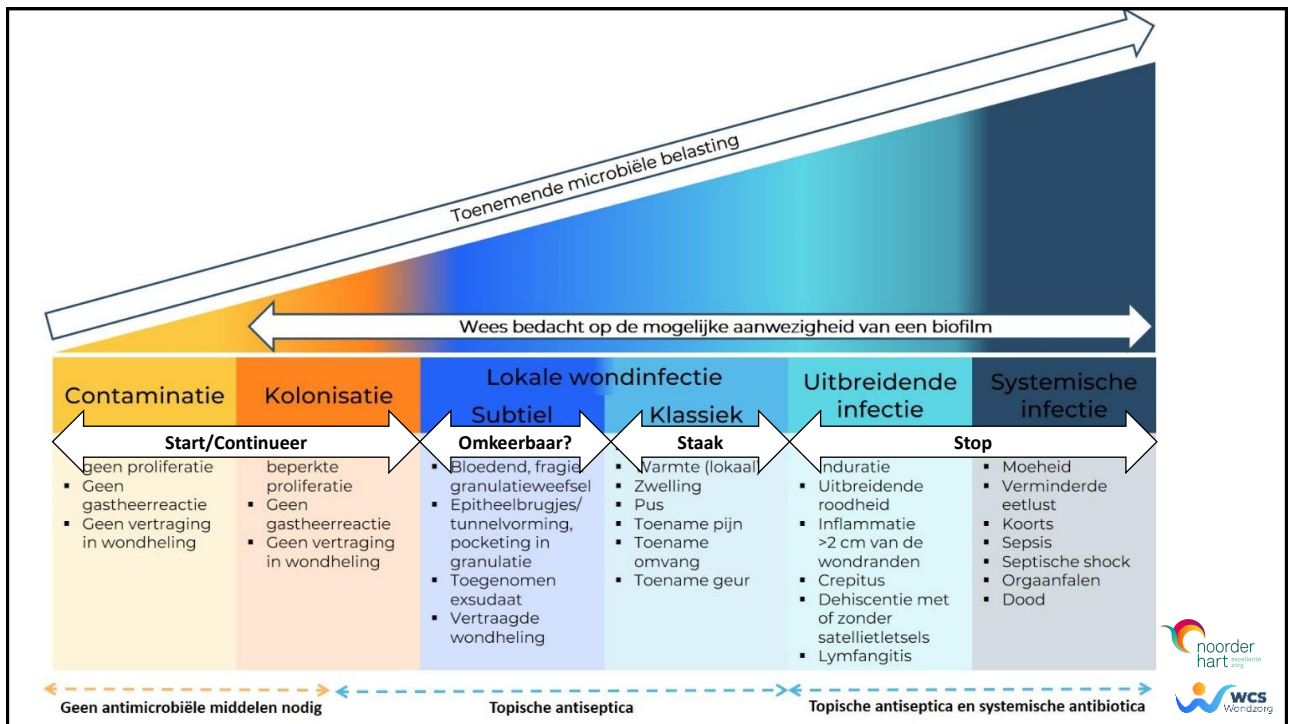 Toenemende microbiële belasting
Wees bedacht op de mogelijke aanwezigheid van een biofilm
Contaminatie
Kolonisatie
Lokale wondinfectie
Subtiel
Klassiek
Uitbreidende
infectie
Systemische
infectie
Start/Continueer
Omkeerbaar?
Staak
Stop
geen proliferatie
▪ Geen
gastheerreactie
▪ Geen vertraging
in wondheling
beperkte
proliferatie
▪ Geen
gastheerreactie
▪ Geen vertraging
in wondheling
▪ Bloedend, fragie
granulatieweefsel
▪ Epitheelbrugjes/
tunnelvorming,
pocketing in
granulatie
▪ Toegenomen
exsudaat
▪ Vertraagde
wondheling
▪ Warmte (lokaal)
▪ Zwelling
▪ Pus
▪ Toename pijn
▪ Toename
omvang
▪ Toename geur
▪ Induratie
▪ Uitbreidende
roodheid
▪ Inflammatie
>2 cm van de
wondranden
▪ Crepitus
▪ Dehiscentie met
of zonder
satellietletsels
▪ Lymfangitis
▪ Moeheid
▪ Verminderde
eetlust
▪ Koorts
▪ Sepsis
▪ Septische shock
▪ Orgaanfalen
▪ Dood
Geen antimicrobiële middelen nodig
Topische antiseptica
Topische antiseptica en systemische antibiotica
noorder
hart excellente
zorg
WCS
Wondzorg